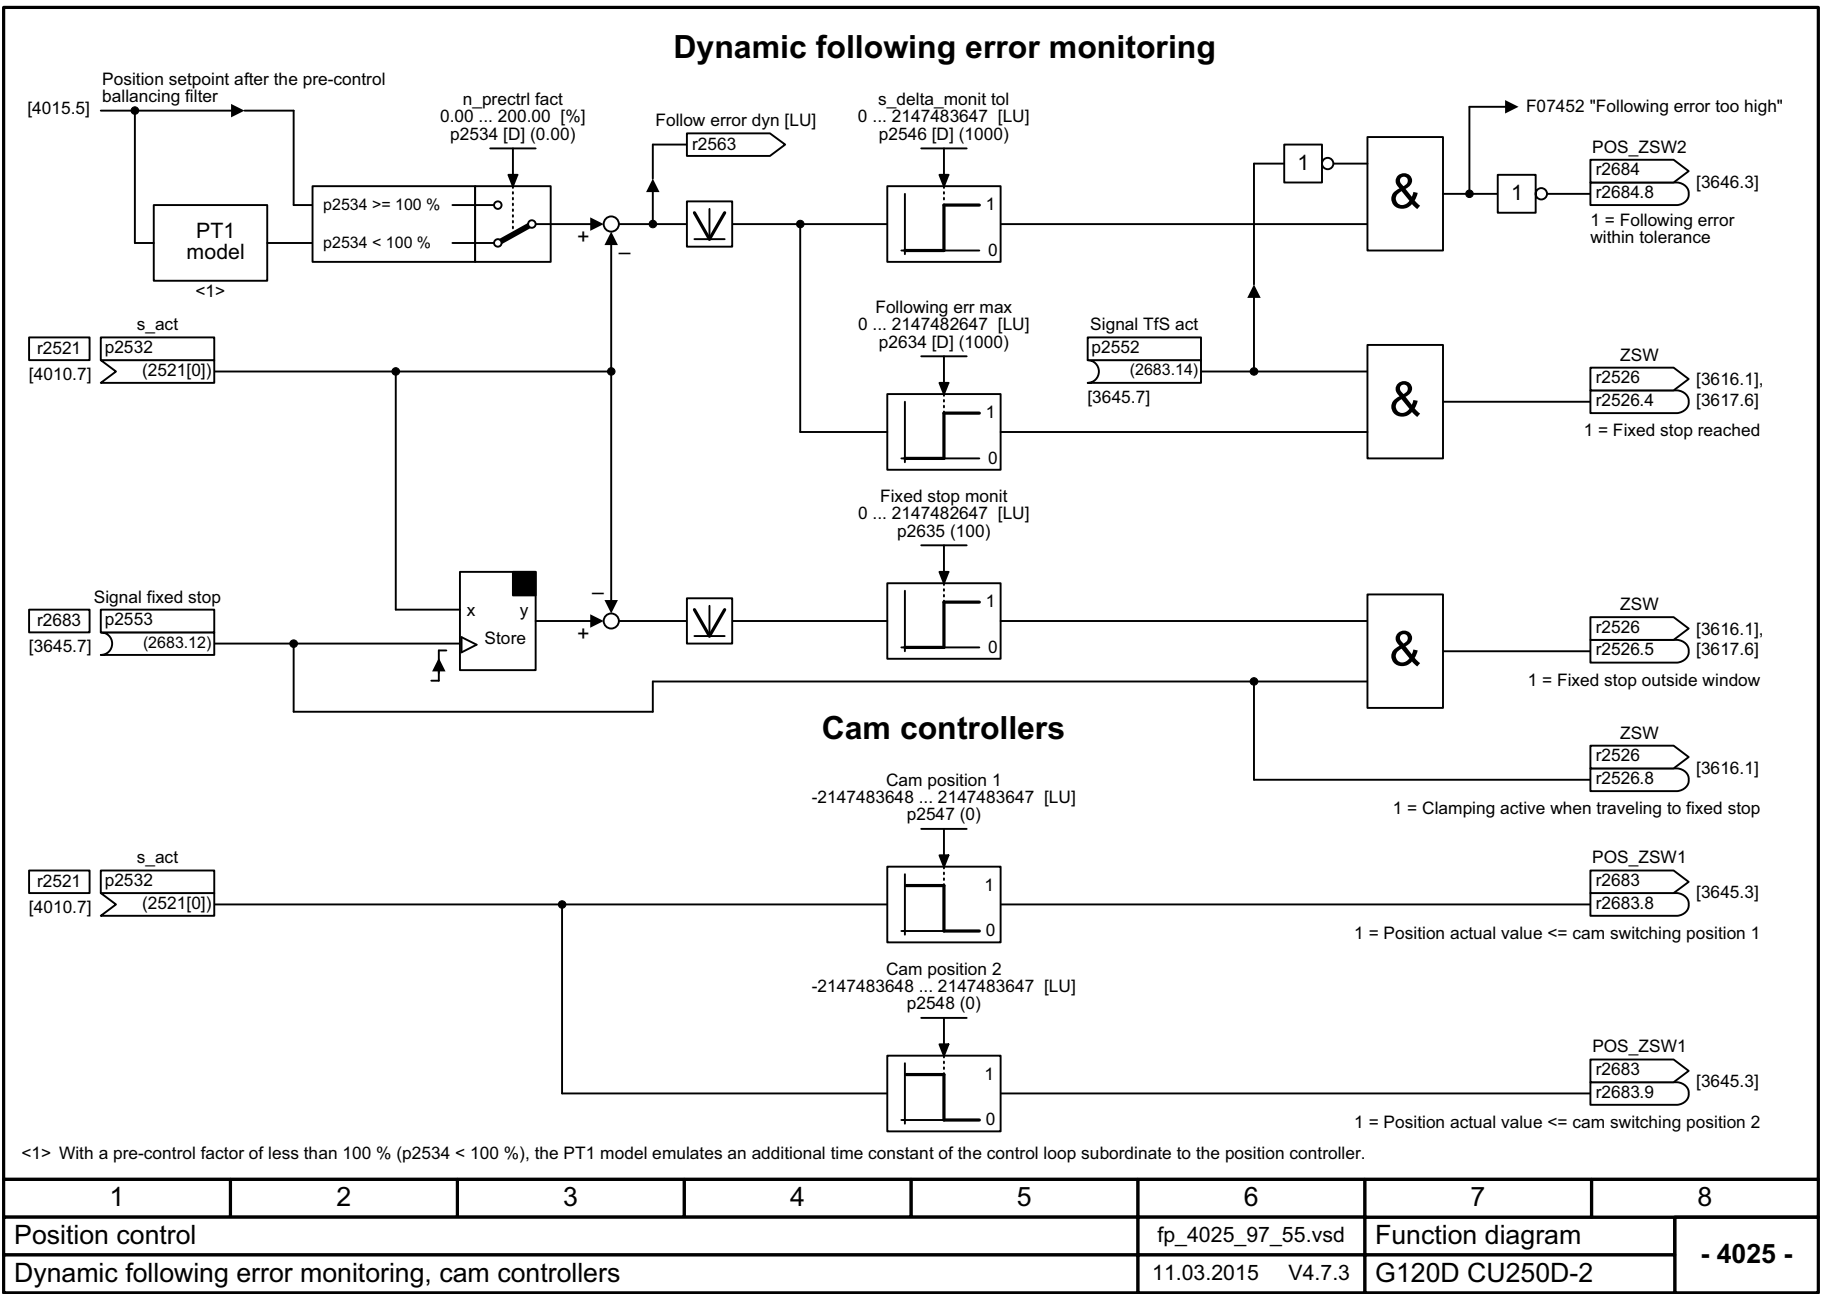 Dynamic following error monitoring
Position setpoint after the pre-control
ballancing filter
[4015.5]
n_prectrl fact
0.00 ... 200.00 [%]
p2534 [D] (0.00)
Follow error dyn [LU]
r2563
s_delta_monit tol
0 ... 2147483647 [LU]
p2546 [D] (1000)
F07452 "Following error too high"
POS_ZSW2
r2684
r2684.8
[3646.3]
1 = Following error
within tolerance
1
&
1
p2534 >= 100 %
p2534 < 100 %
PT1
model
<1>
+
–
1
0
s_act
r2521
p2532
(2521[0])
[4010.7]
Following err max
0 ... 2147482647 [LU]
p2634 [D] (1000)
1
0
Signal TfS act
p2552
(2683.14)
[3645.7]
&
ZSW
r2526
r2526.4
[3616.1],
[3617.6]
1 = Fixed stop reached
Fixed stop monit
0 ... 2147482647 [LU]
p2635 (100)
1
0
Signal fixed stop
r2683
p2553
(2683.12)
[3645.7]
x
y
Store
–
+
&
ZSW
r2526
r2526.5
[3616.1],
[3617.6]
1 = Fixed stop outside window
Cam controllers
ZSW
r2526
r2526.8
[3616.1]
1 = Clamping active when traveling to fixed stop
Cam position 1
-2147483648 ... 2147483647 [LU]
p2547 (0)
s_act
r2521
p2532
(2521[0])
[4010.7]
1
0
POS_ZSW1
r2683
r2683.8
[3645.3]
1 = Position actual value <= cam switching position 1
Cam position 2
-2147483648 ... 2147483647 [LU]
p2548 (0)
1
0
POS_ZSW1
r2683
r2683.9
[3645.3]
1 = Position actual value <= cam switching position 2
<1> With a pre-control factor of less than 100 % (p2534 < 100 %), the PT1 model emulates an additional time constant of the control loop subordinate to the position controller.
1 2 3 4 5 6 7 8
Position control
fp_4025_97_55.vsd
Function diagram
- 4025 -
Dynamic following error monitoring, cam controllers
11.03.2015 V4.7.3
G120D CU250D-2